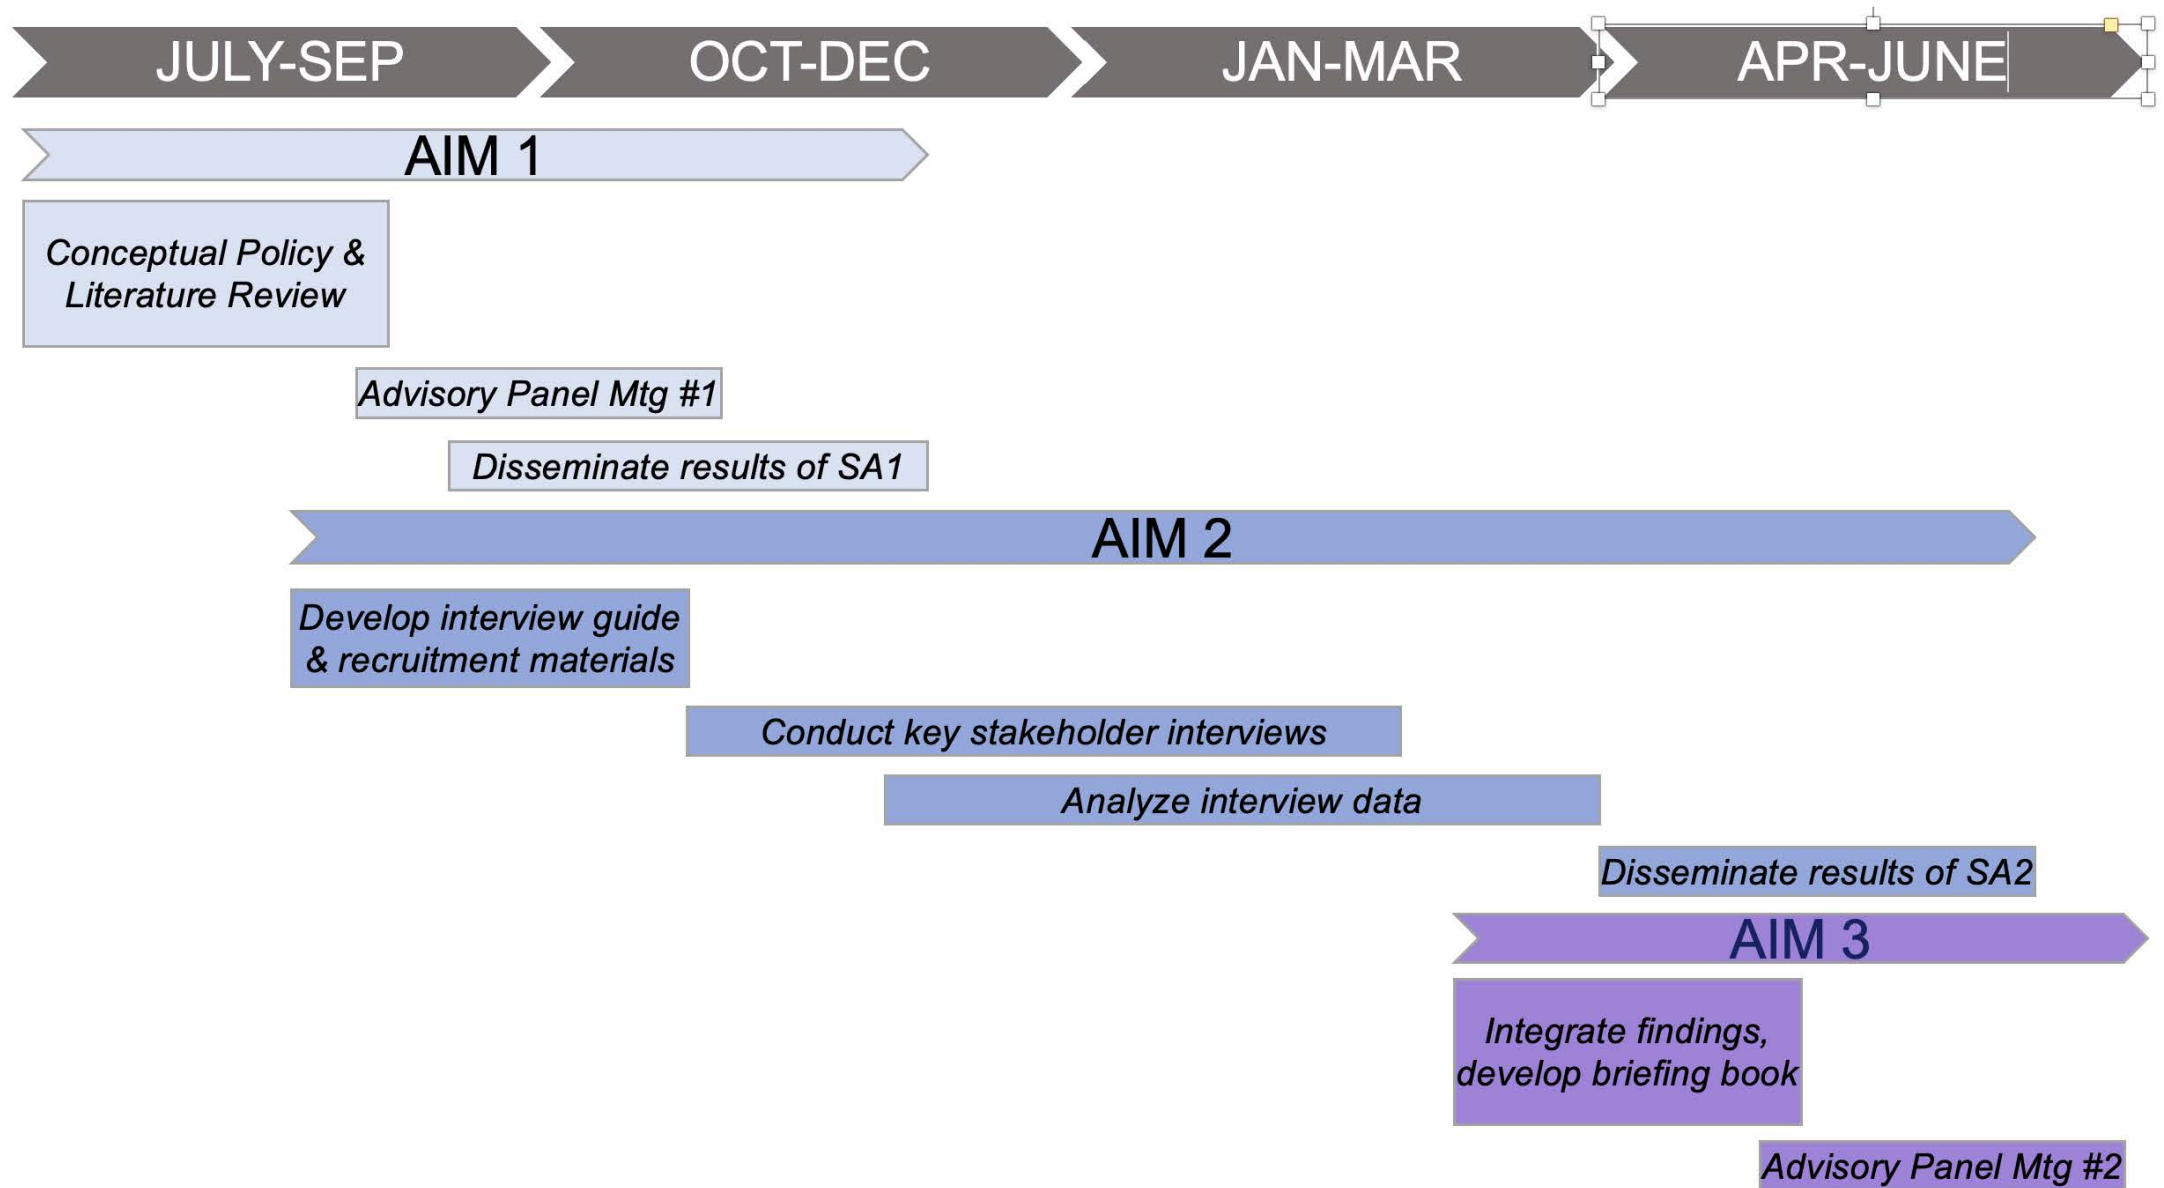 JULY-SEP
OCT-DEC
JAN-MAR
APR-JUNE
AIM 1
Conceptual Policy &
Literature Review
Advisory Panel Mtg #1
Disseminate results of SA1
AIM 2
Develop interview guide
& recruitment materials
Conduct key stakeholder interviews
Analyze interview data
Disseminate results of SA2
AIM 3
Integrate findings,
develop briefing book
Advisory Panel Mtg #2